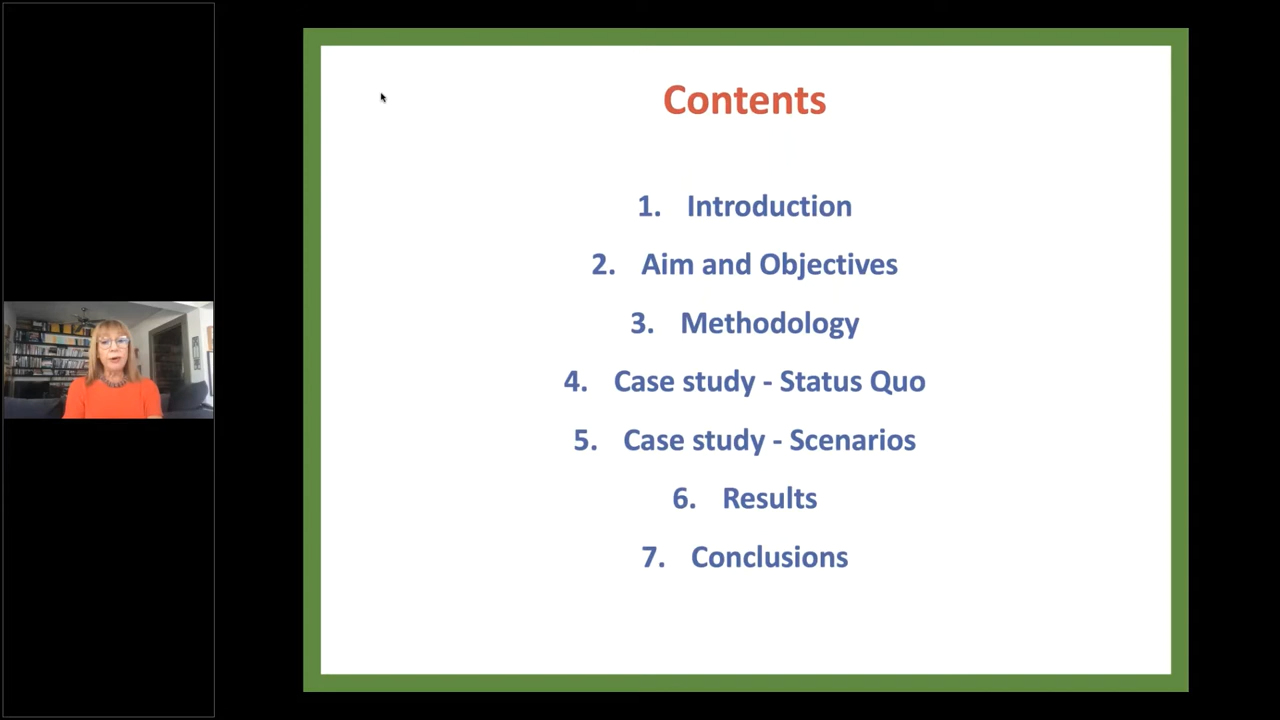 Contents
1. Introduction
2. Aim and Objectives
3. Methodology
4. Case study - Status Quo
5. Case study - Scenarios
6. Results
7. Conclusions